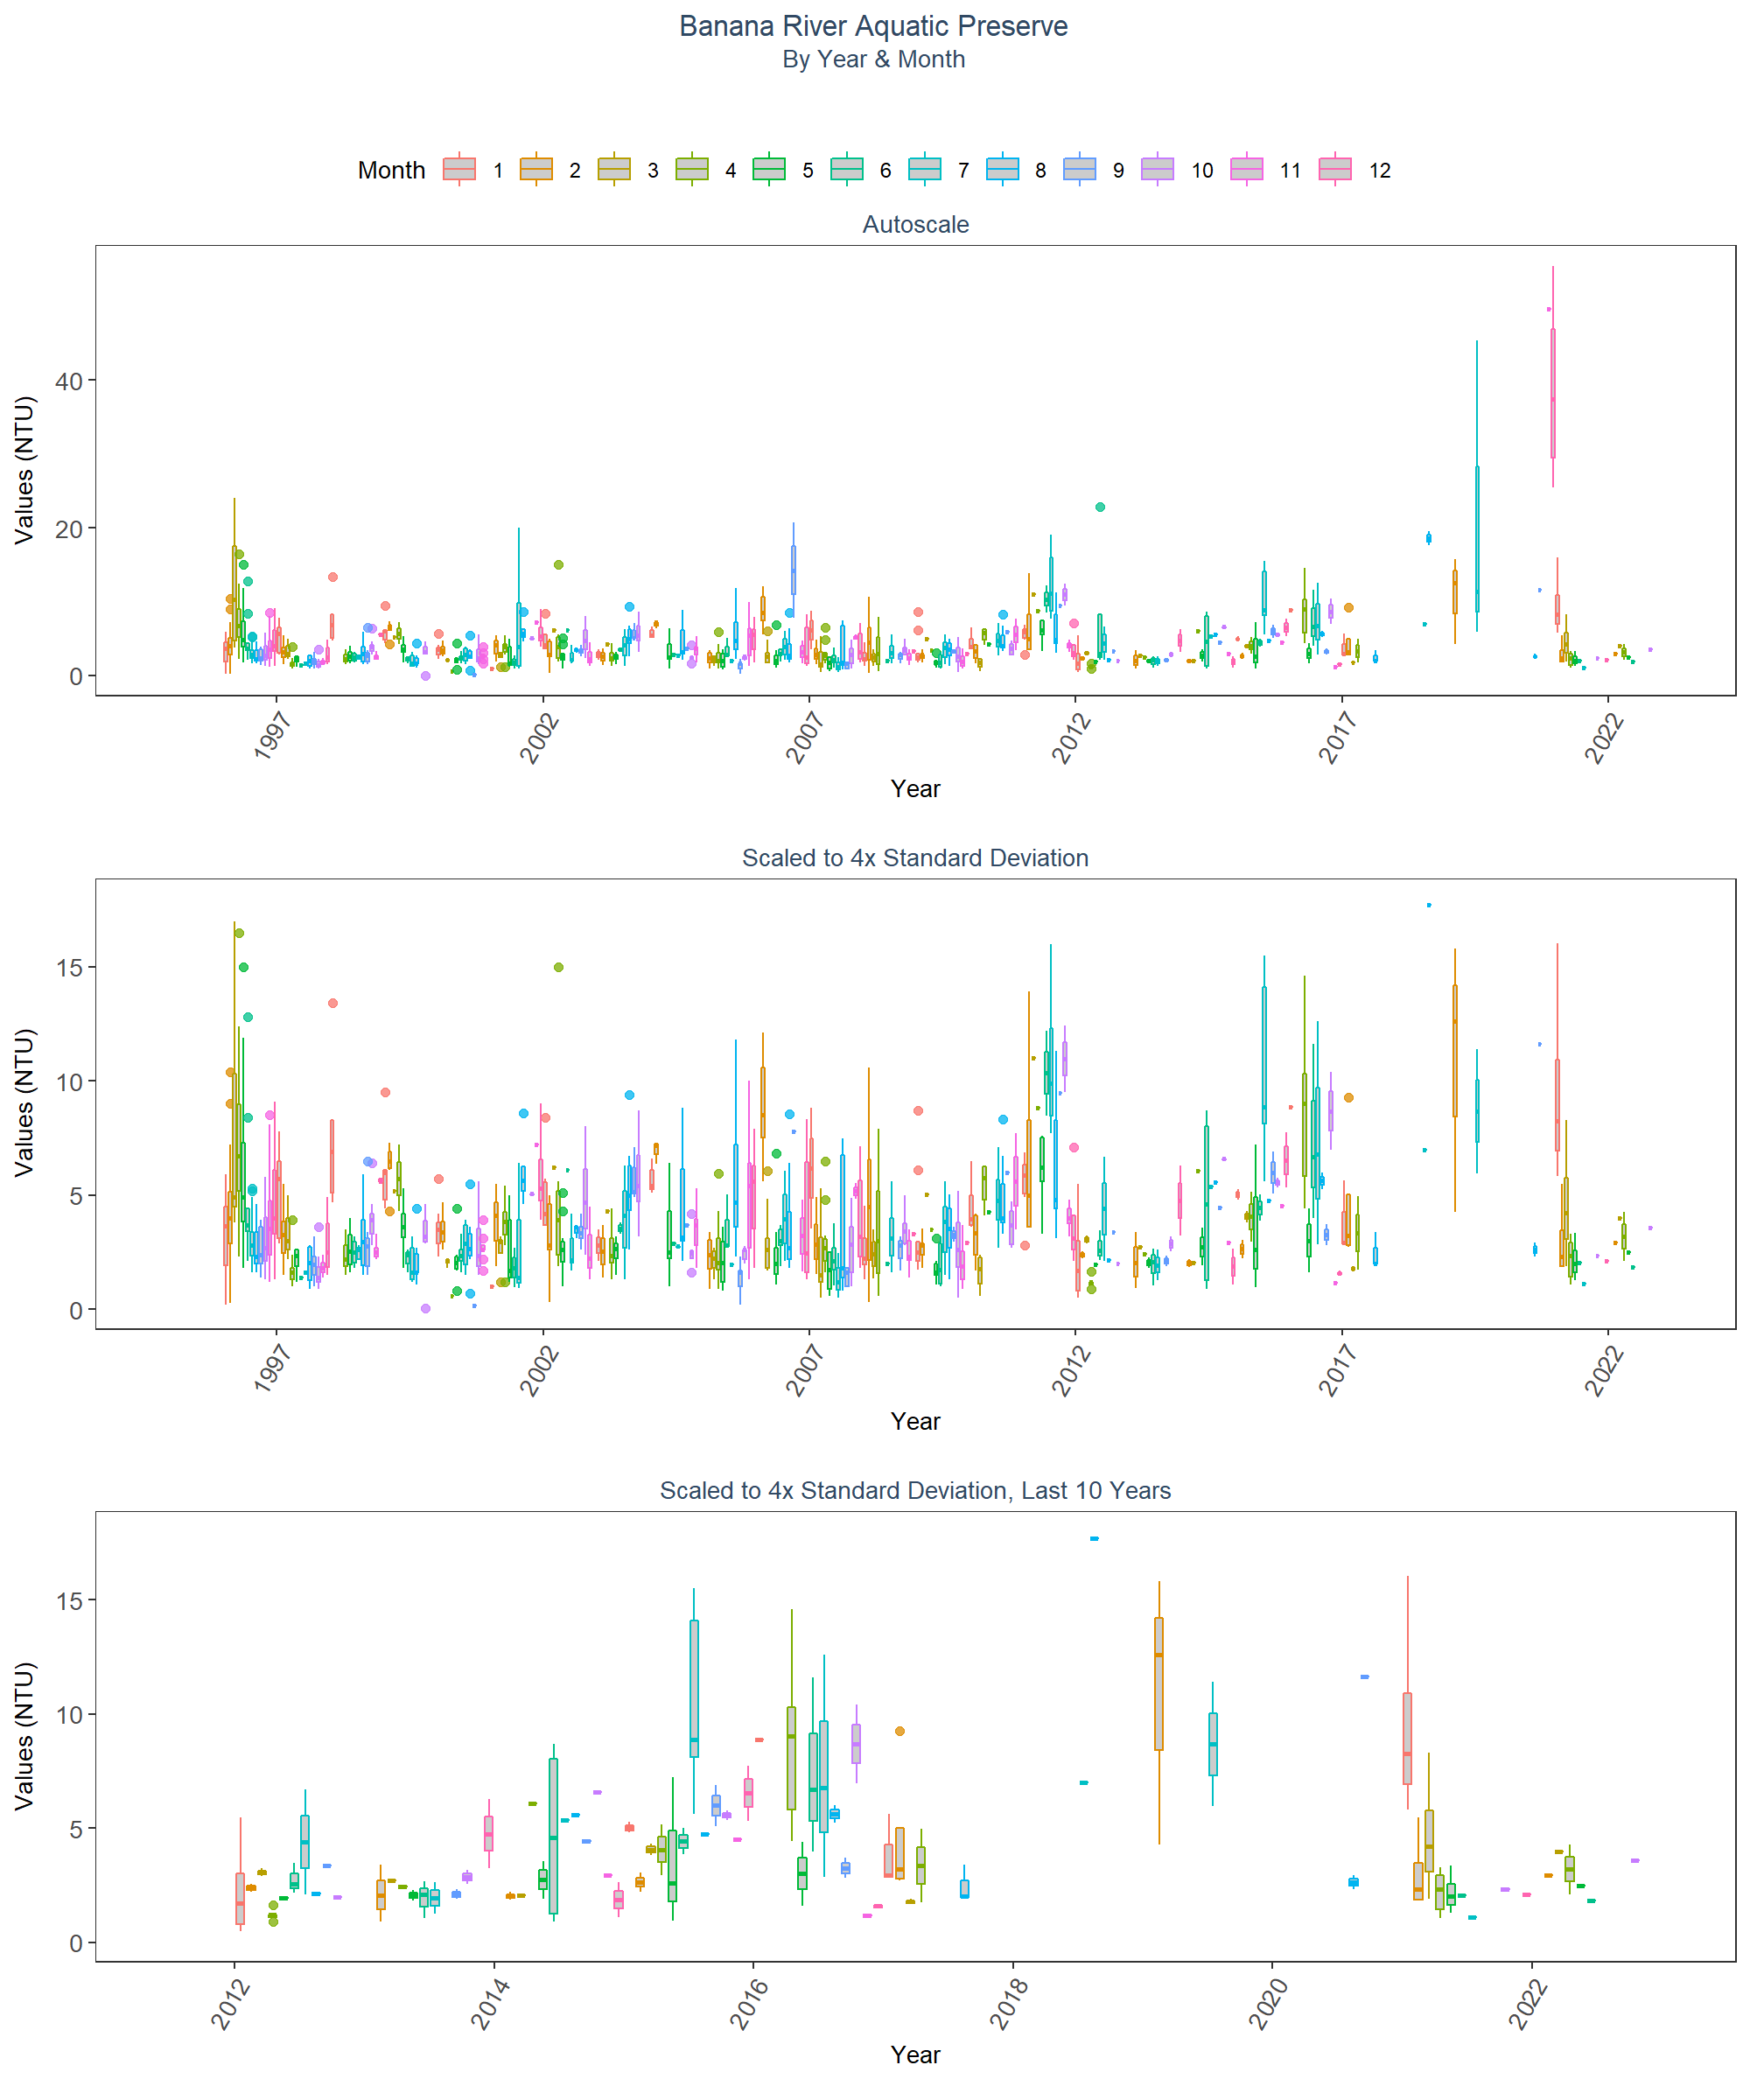 Banana River Aquatic Preserve
By Year & Month
Month 1 2 3 4 5 6 7 8 9 10 11 12
Autoscale
Values (NTU)
40
20
0
1997 2002 2007 2012 2017 2022
Year
Scaled to 4x Standard Deviation
Values (NTU)
15
10
5
0
1997 2002 2007 2012 2017 2022
Year
Scaled to 4x Standard Deviation, Last 10 Years
Values (NTU)
15
10
5
0
2012 2014 2016 2018 2020 2022
Year